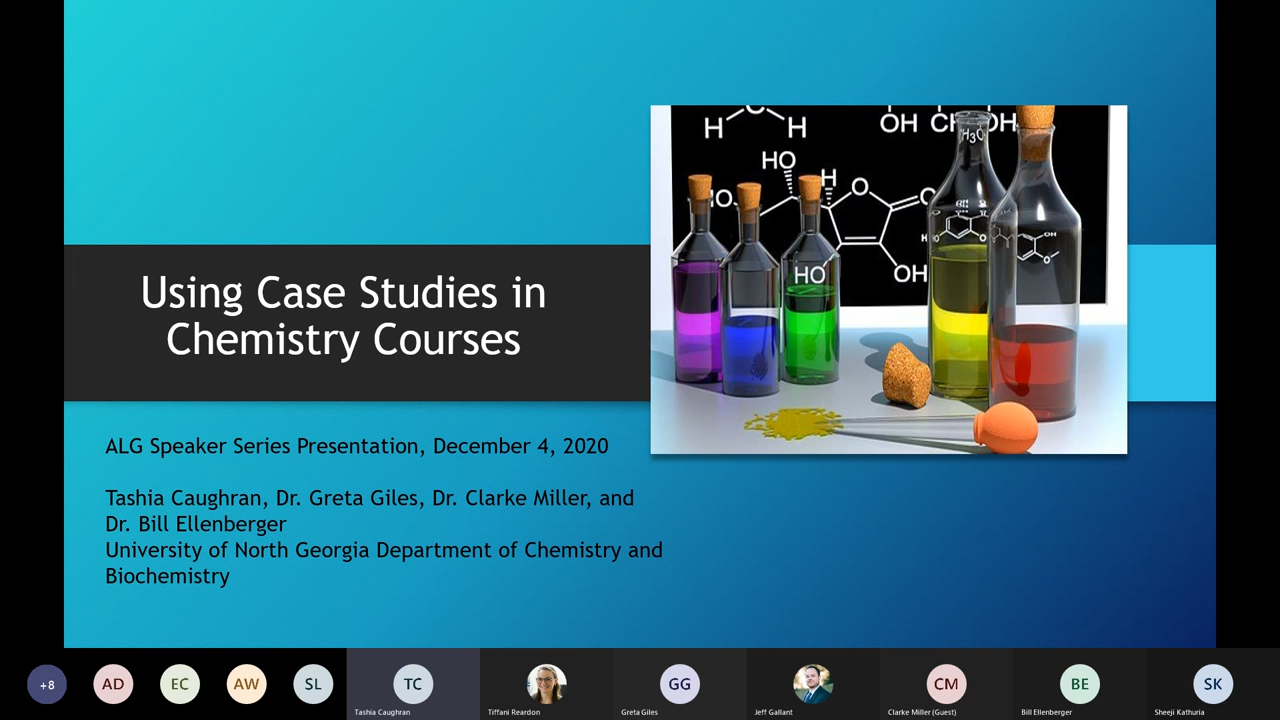 Using Case Studies in
Chemistry Courses
H
H
OH
OH
H₃C
HO
H
O
HO
OH
ALG Speaker Series Presentation, December 4, 2020
Tashia Caughran, Dr. Greta Giles, Dr. Clarke Miller, and
Dr. Bill Ellenberger
University of North Georgia Department of Chemistry and
Biochemistry
+8
AD
EC
AW
SL
TC
GG
CM
BE
SK
Tashia Caughran
Tiffani Reardon
Greta Giles
Jeff Gallant
Clarke Miller (Guest)
Bill Ellenberger
Sheeji Kathuria